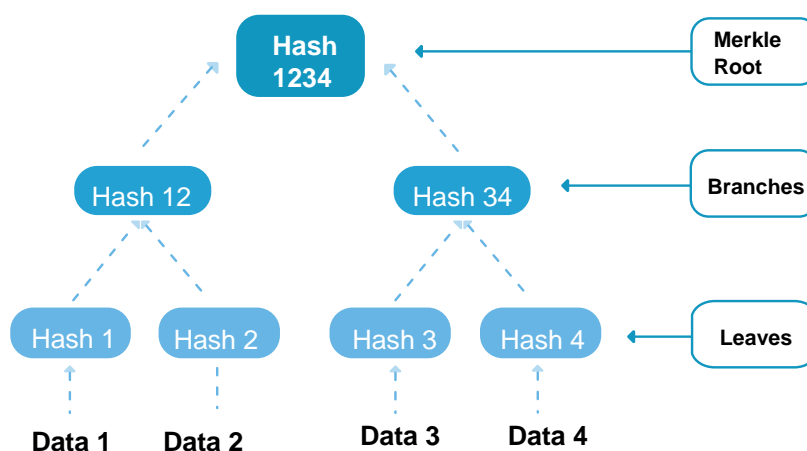 Hash
1234
Merkle
Root
Hash 12
Hash 34
Branches
Hash 1
Hash 2
Hash 3
Hash 4
Leaves
Data 1
Data 2
Data 3
Data 4